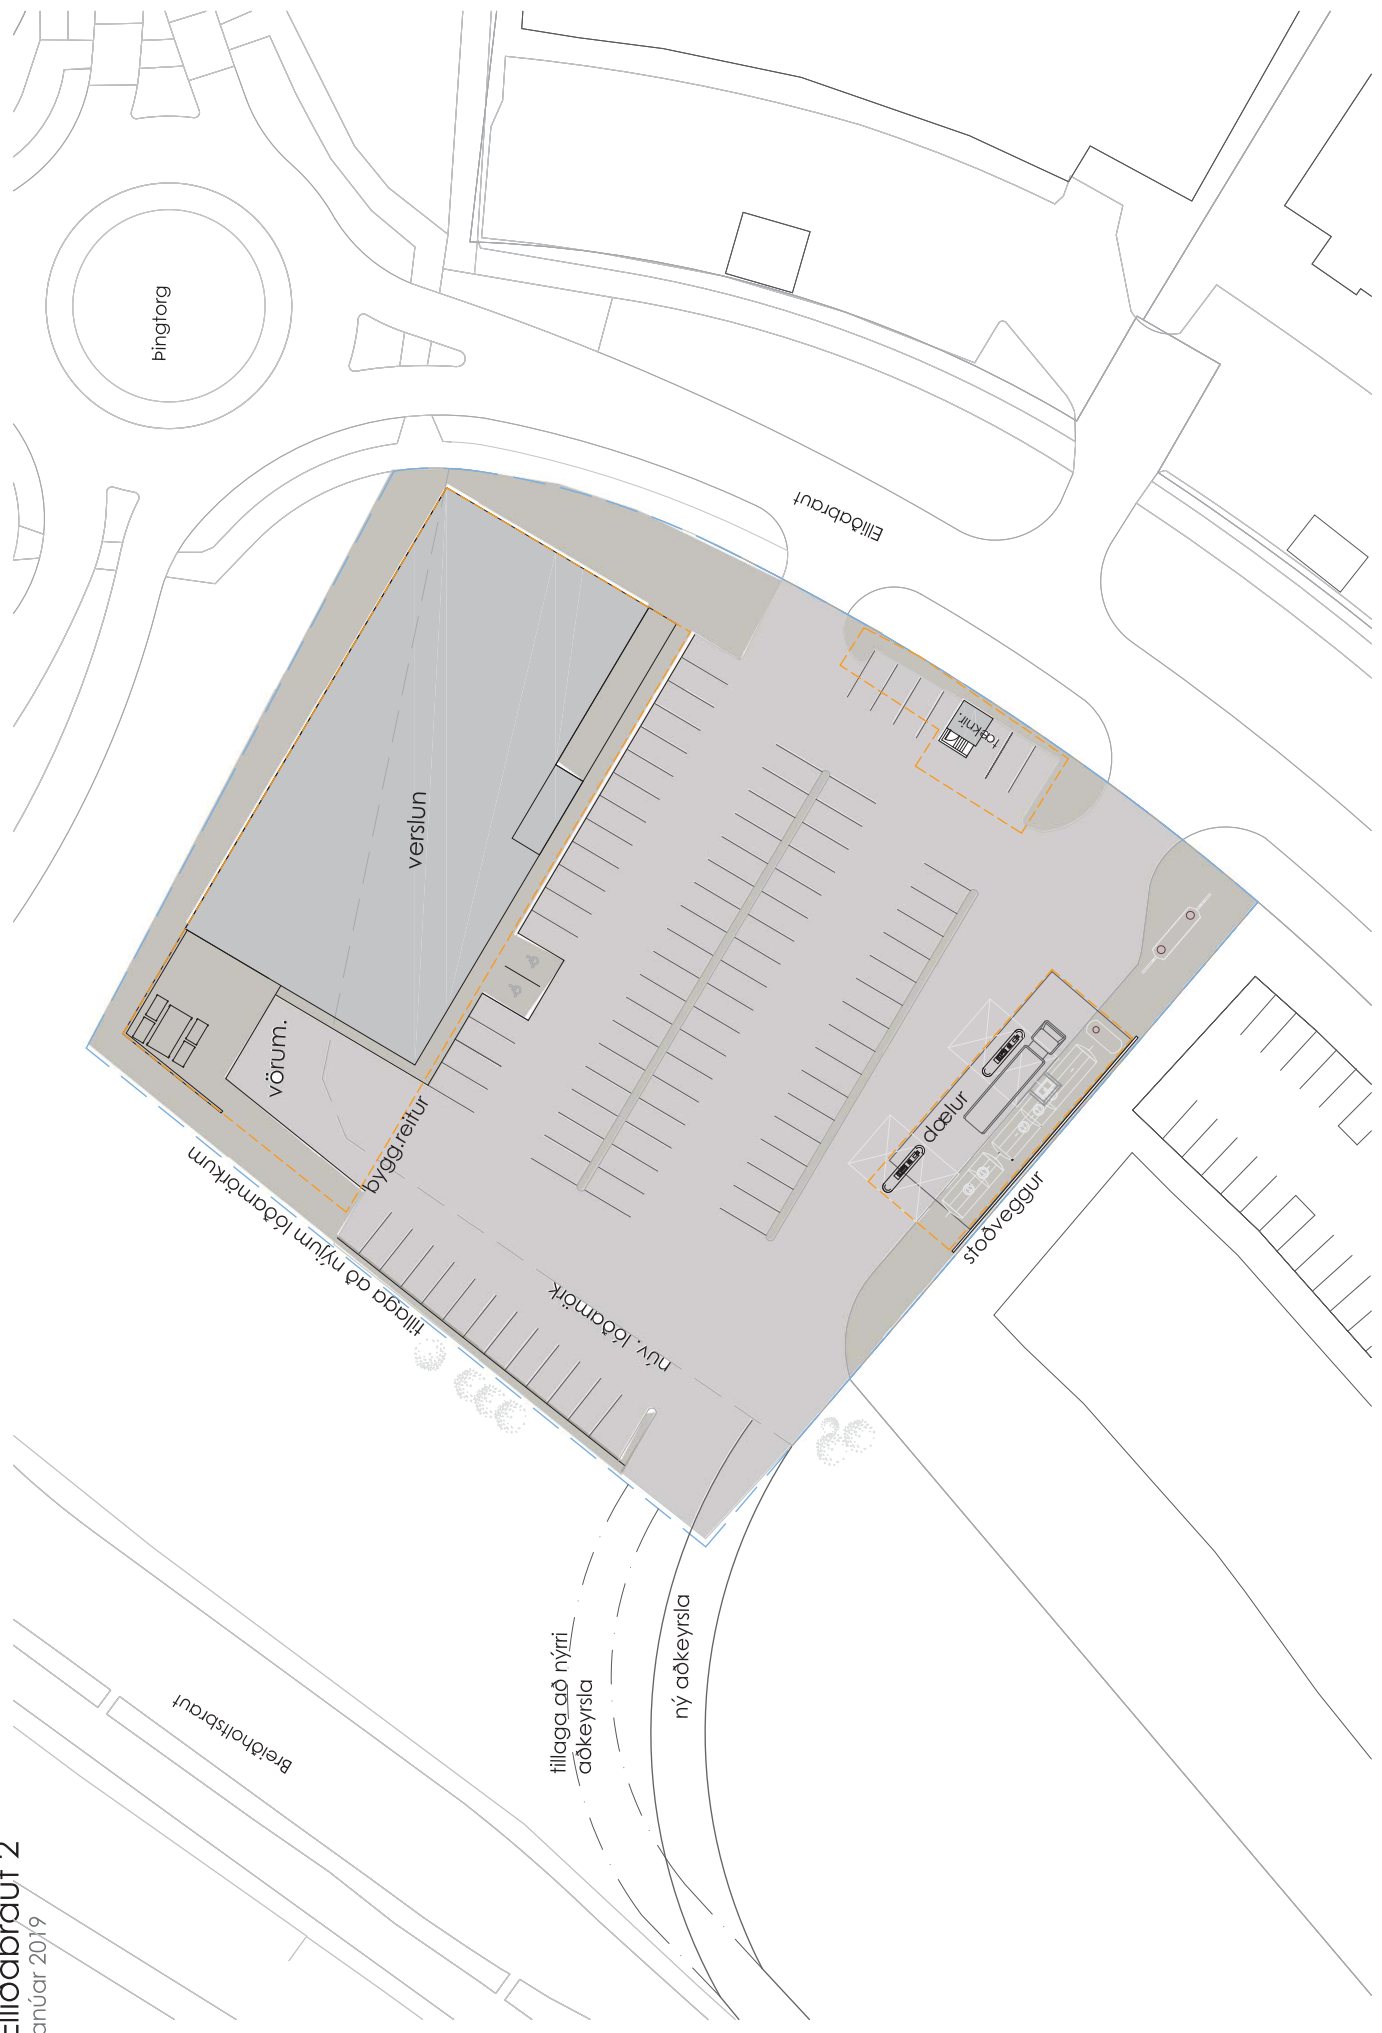 Þingtorg
Elliðabraut
tæknir.
verslun
vörum.
bygg.reitur
tillaga að nýjum lóðamörkum
núv. lóðamörk
dælur
stoðveggur
tillaga að nýrri
aðkeyrsla
ný aðkeyrsla
Breiðholtsbraut
Elliðabraut 2
anúar 2019